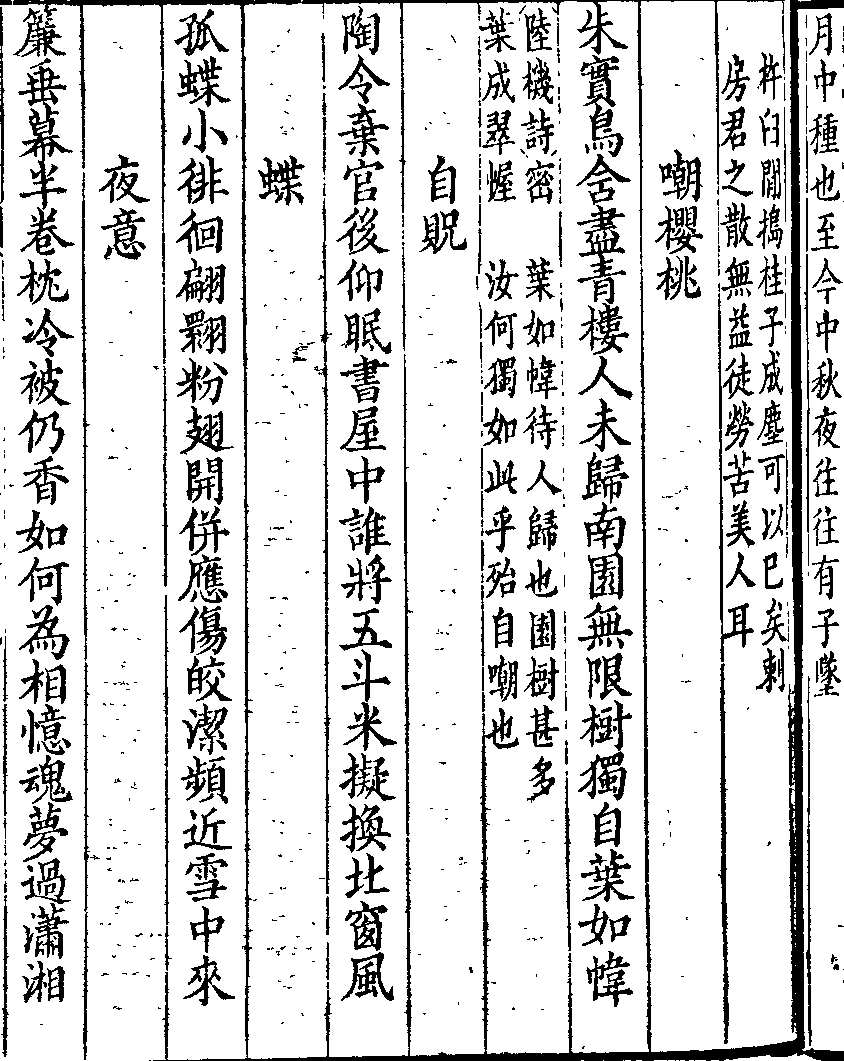 月中種也至今中秋夜往往有子墜
杵臼閒搗桂子成塵可以已矣刺
房君之散無益徒勞苦美人耳
嘲櫻桃
朱實鳥含盡青樓人未歸南園無限樹獨自葉如幃
陸機詩密葉成翠幄
葉如幃待人歸也園樹甚多
汝何獨如此乎殆自嘲也
自貺
陶令棄官後仰眠書屋中誰將五斗米擬換北窗風
蝶
孤蝶小徘徊翩翾粉翅開併應傷皎潔頻近雪中來
夜意
簾垂幕半卷枕冷被仍香如何為相憶魂夢過瀟湘